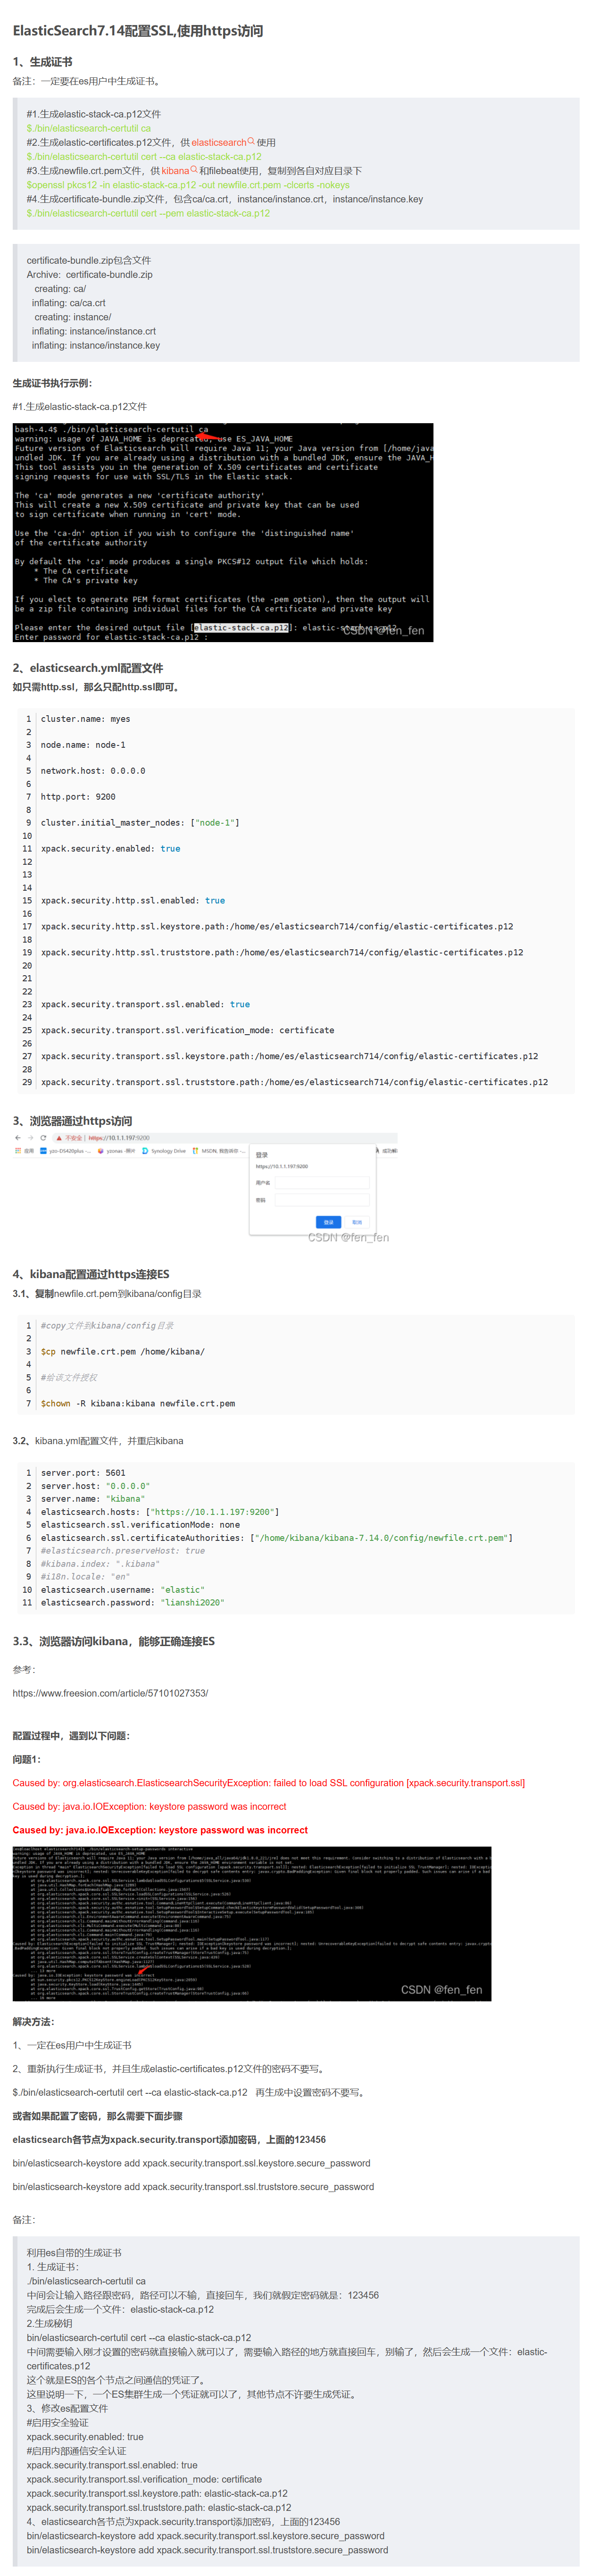 ElasticSearch7.14配置SSL,使用https访问
1、生成证书
备注：一定要在es用户中生成证书。
#1.生成elastic-stack-ca.p12文件
$./bin/elasticsearch-certutil ca
#2.生成elastic-certificates.p12文件，供 elasticsearch 使用
$./bin/elasticsearch-certutil cert --ca elastic-stack-ca.p12
#3.生成newfile.crt.pem文件，供 kibana 和filebeat使用，复制到各自对应目录下
$openssl pkcs12 -in elastic-stack-ca.p12 -out newfile.crt.pem -clcerts -nokeys
#4.生成certificate-bundle.zip文件，包含ca/ca.crt，instance/instance.crt，instance/instance.key
$./bin/elasticsearch-certutil cert --pem elastic-stack-ca.p12
certificate-bundle.zip包含文件
Archive: certificate-bundle.zip
creating: ca/
inflating: ca/ca.crt
creating: instance/
inflating: instance/instance.crt
inflating: instance/instance.key
生成证书执行示例：
#1.生成elastic-stack-ca.p12文件
bash-4.4$ ./bin/elasticsearch-certutil ca
warning: usage of JAVA_HOME is deprecated, use ES_JAVA_HOME
Future versions of Elasticsearch will require Java 11; your Java version from [/home/java
undled JDK. If you are already using a distribution with a bundled JDK, ensure the JAVA_H
This tool assists you in the generation of X.509 certificates and certificate
signing requests for use with SSL/TLS in the Elastic stack.
The 'ca' mode generates a new 'certificate authority'
This will create a new X.509 certificate and private key that can be used
to sign certificate when running in 'cert' mode.
Use the 'ca-dn' option if you wish to configure the 'distinguished name'
of the certificate authority
By default the 'ca' mode produces a single PKCS#12 output file which holds:
* The CA certificate
* The CA's private key
If you elect to generate PEM format certificates (the -pem option), then the output will
be a zip file containing individual files for the CA certificate and private key
Please enter the desired output file [elastic-stack-ca.p12]: elastic-stack-ca.p12
Enter password for elastic-stack-ca.p12 :
CSDN @fen_fen
2、elasticsearch.yml配置文件
如只需http.ssl，那么只配http.ssl即可。
1 cluster.name: myes
2
3 node.name: node-1
4
5 network.host: 0.0.0.0
6
7 http.port: 9200
8
9 cluster.initial_master_nodes: ["node-1"]
10
11 xpack.security.enabled: true
12
13
14
15 xpack.security.http.ssl.enabled: true
16
17 xpack.security.http.ssl.keystore.path:/home/es/elasticsearch714/config/elastic-certificates.p12
18
19 xpack.security.http.ssl.truststore.path:/home/es/elasticsearch714/config/elastic-certificates.p12
20
21
22
23 xpack.security.transport.ssl.enabled: true
24
25 xpack.security.transport.ssl.verification_mode: certificate
26
27 xpack.security.transport.ssl.keystore.path:/home/es/elasticsearch714/config/elastic-certificates.p12
28
29 xpack.security.transport.ssl.truststore.path:/home/es/elasticsearch714/config/elastic-certificates.p12
3、浏览器通过https访问
不安全 | https://10.1.1.197:9200
应用 yzo-DS420plus -... yzonas -照片 Synology Drive MSDN, 我告诉你 -...
登录
https://10.1.1.197:9200
用户名
密码
登录 取消
CSDN @fen_fen
4、kibana配置通过https连接ES
3.1、复制newfile.crt.pem到kibana/config目录
1 #copy文件到kibana/config目录
2
3 $cp newfile.crt.pem /home/kibana/
4
5 #给该文件授权
6
7 $chown -R kibana:kibana newfile.crt.pem
3.2、kibana.yml配置文件，并重启kibana
1 server.port: 5601
2 server.host: "0.0.0.0"
3 server.name: "kibana"
4 elasticsearch.hosts: ["https://10.1.1.197:9200"]
5 elasticsearch.ssl.verificationMode: none
6 elasticsearch.ssl.certificateAuthorities: ["/home/kibana/kibana-7.14.0/config/newfile.crt.pem"]
7 #elasticsearch.preserveHost: true
8 #kibana.index: ".kibana"
9 #i18n.locale: "en"
10 elasticsearch.username: "elastic"
11 elasticsearch.password: "lianshi2020"
3.3、浏览器访问kibana，能够正确连接ES
参考：
https://www.freesion.com/article/57101027353/
配置过程中，遇到以下问题：
问题1：
Caused by: org.elasticsearch.ElasticsearchSecurityException: failed to load SSL configuration [xpack.security.transport.ssl]
Caused by: java.io.IOException: keystore password was incorrect
Caused by: java.io.IOException: keystore password was incorrect
CSDN @fen_fen
解决方法：
1、一定在es用户中生成证书
2、重新执行生成证书，并且生成elastic-certificates.p12文件的密码不要写。
$./bin/elasticsearch-certutil cert --ca elastic-stack-ca.p12 再生成中设置密码不要写。
或者如果配置了密码，那么需要下面步骤
elasticsearch各节点为xpack.security.transport添加密码，上面的123456
bin/elasticsearch-keystore add xpack.security.transport.ssl.keystore.secure_password
bin/elasticsearch-keystore add xpack.security.transport.ssl.truststore.secure_password
备注：
利用es自带的生成证书
1. 生成证书：
./bin/elasticsearch-certutil ca
中间会让输入路径跟密码，路径可以不输，直接回车，我们就假定密码就是：123456
完成后会生成一个文件：elastic-stack-ca.p12
2.生成秘钥
bin/elasticsearch-certutil cert --ca elastic-stack-ca.p12
中间需要输入刚才设置的密码就直接输入就可以了，需要输入路径的地方就直接回车，别输了，然后会生成一个文件：elastic-
certificates.p12
这个就是ES的各个节点之间通信的凭证了。
这里说明一下，一个ES集群生成一个凭证就可以了，其他节点不许要生成凭证。
3、修改es配置文件
#启用安全验证
xpack.security.enabled: true
#启用内部通信安全认证
xpack.security.transport.ssl.enabled: true
xpack.security.transport.ssl.verification_mode: certificate
xpack.security.transport.ssl.keystore.path: elastic-stack-ca.p12
xpack.security.transport.ssl.truststore.path: elastic-stack-ca.p12
4、elasticsearch各节点为xpack.security.transport添加密码，上面的123456
bin/elasticsearch-keystore add xpack.security.transport.ssl.keystore.secure_password
bin/elasticsearch-keystore add xpack.security.transport.ssl.truststore.secure_password